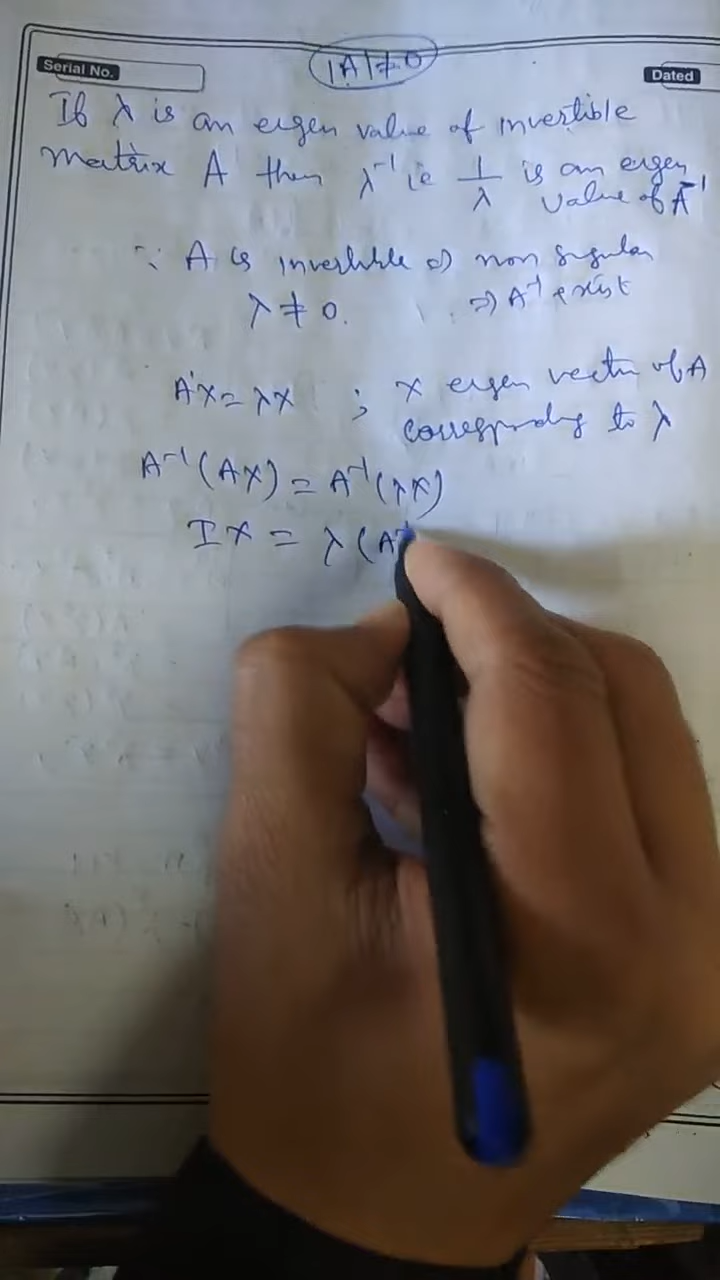 Serial No.
|A|≠0
Dated
If λ is an eigen value of invertible
matrix A then λ⁻¹ ie 1/λ is an eigen
value of A⁻¹
∵ A is invertible ⇒ non singular
λ ≠ 0. ⇒ A⁻¹ exist
AX = λX ; X eigen vector of A
corresponding to λ
A⁻¹(AX) = A⁻¹(λX)
IX = λ(A